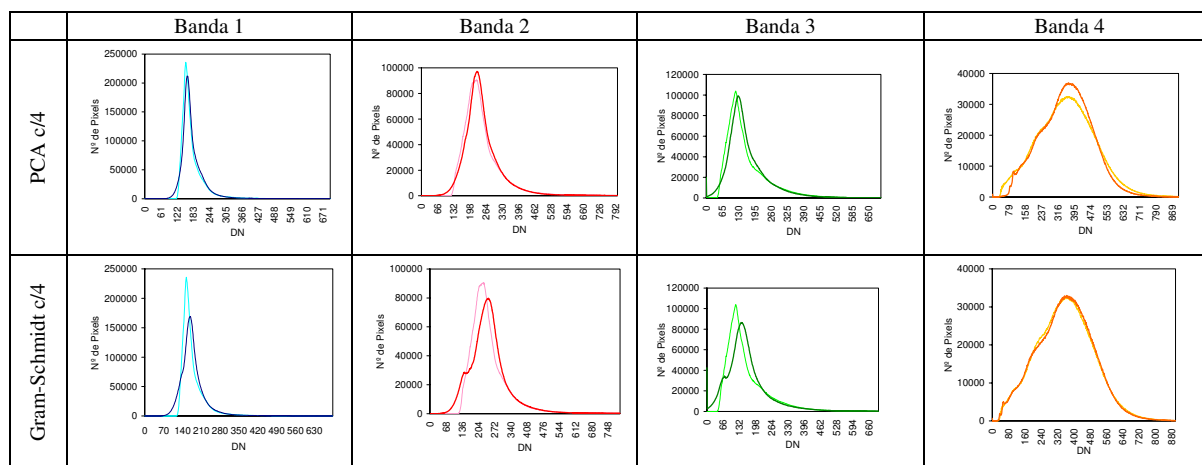 Banda 1
Banda 2
Banda 3
Banda 4
PCA c/4
250000
200000
150000
100000
50000
0
Nº de Pixels
0 61 122 183 244 305 366 427 488 549 610 671
DN
100000
80000
60000
40000
20000
0
Nº de Pixels
0 66 132 198 264 330 396 462 528 594 660 726 792
DN
120000
100000
80000
60000
40000
20000
0
Nº de Pixels
0 65 130 195 260 325 390 455 520 585 650
DN
40000
30000
20000
10000
0
Nº de Pixels
0 79 158 237 316 395 474 553 632 711 790 869
DN
Gram-Schmidt c/4
250000
200000
150000
100000
50000
0
Nº de Pixels
0 70 140 210 280 350 420 490 560 630
DN
100000
80000
60000
40000
20000
0
Nº de Pixels
0 68 136 204 272 340 408 476 544 612 680 748
DN
120000
100000
80000
60000
40000
20000
0
Nº de Pixels
0 66 132 198 264 330 396 462 528 594 660
DN
40000
30000
20000
10000
0
Nº de Pixels
0 80 160 240 320 400 480 560 640 720 800 880
DN